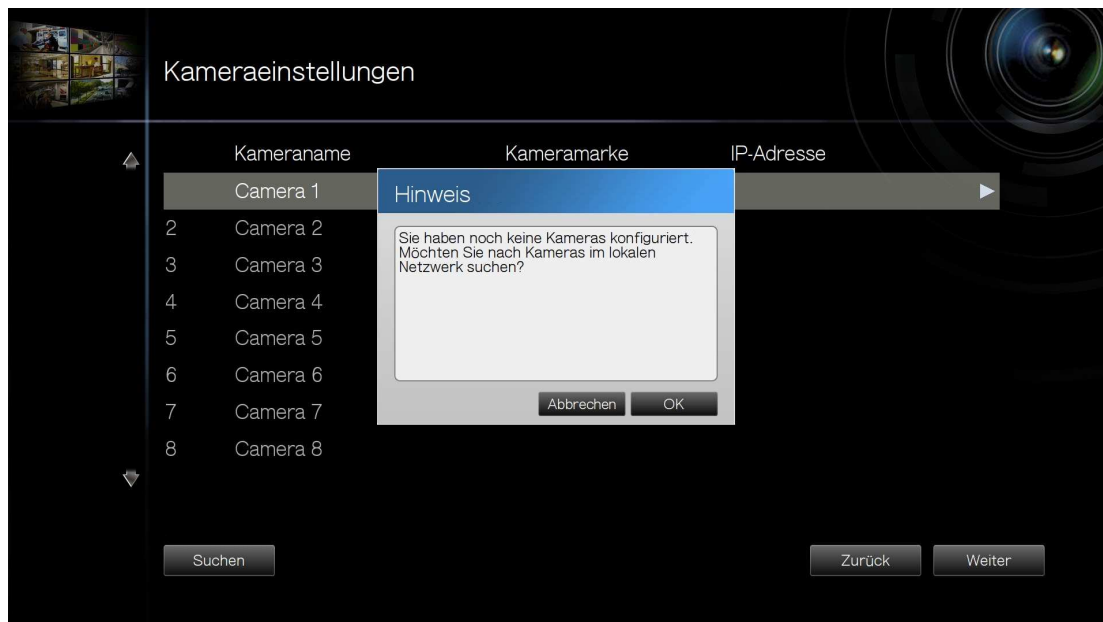 Kameraeinstellungen
Kameraname Kameramarke IP-Adresse
Camera 1
Hinweis
2 Camera 2
Sie haben noch keine Kameras konfiguriert.
Möchten Sie nach Kameras im lokalen
Netzwerk suchen?
3 Camera 3
4 Camera 4
5 Camera 5
6 Camera 6
7 Camera 7
Abbrechen OK
8 Camera 8
Suchen Zurück Weiter